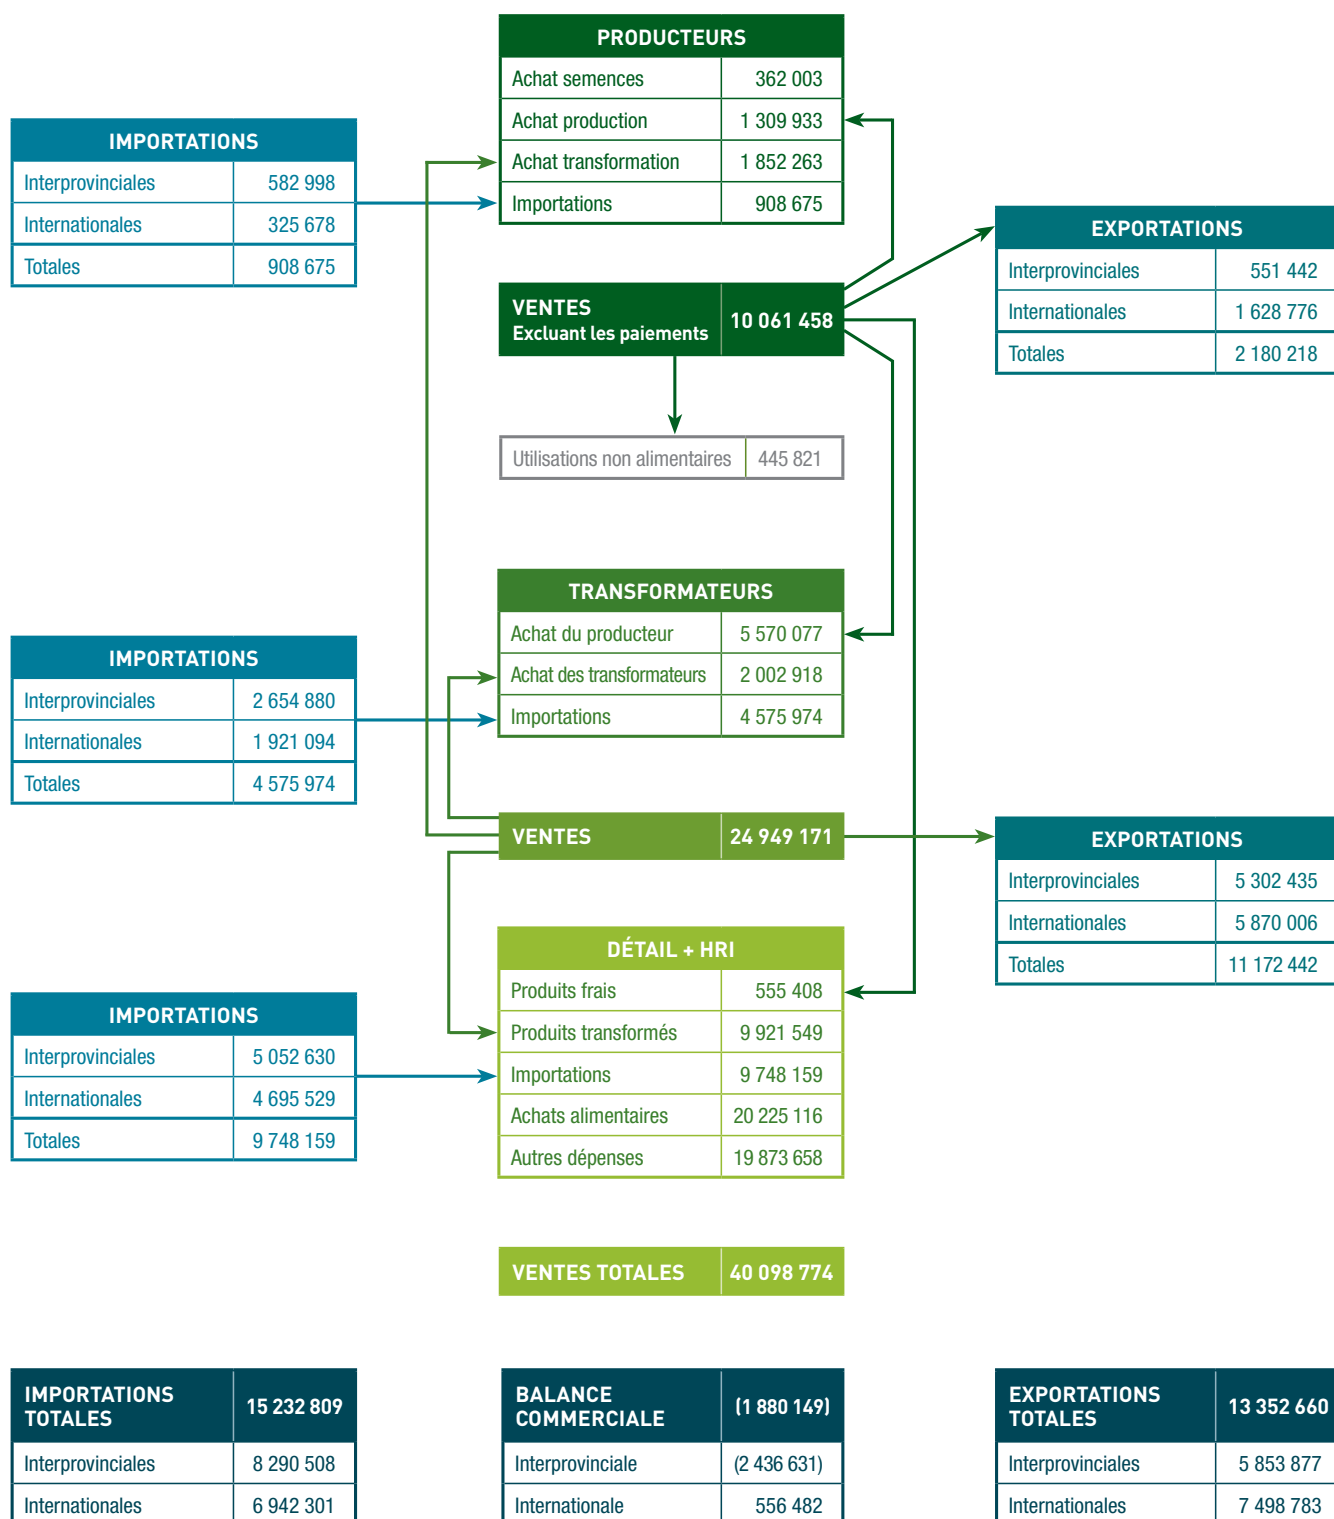 PRODUCTEURS
Achat semences 362 003
Achat production 1 309 933
Achat transformation 1 852 263
Importations 908 675
IMPORTATIONS
Interprovinciales 582 998
Internationales 325 678
Totales 908 675
EXPORTATIONS
Interprovinciales 551 442
Internationales 1 628 776
Totales 2 180 218
VENTES
Excluant les paiements 10 061 458
Utilisations non alimentaires 445 821
TRANSFORMATEURS
Achat du producteur 5 570 077
Achat des transformateurs 2 002 918
Importations 4 575 974
IMPORTATIONS
Interprovinciales 2 654 880
Internationales 1 921 094
Totales 4 575 974
VENTES 24 949 171
EXPORTATIONS
Interprovinciales 5 302 435
Internationales 5 870 006
Totales 11 172 442
DÉTAIL + HRI
Produits frais 555 408
Produits transformés 9 921 549
Importations 9 748 159
Achats alimentaires 20 225 116
Autres dépenses 19 873 658
IMPORTATIONS
Interprovinciales 5 052 630
Internationales 4 695 529
Totales 9 748 159
VENTES TOTALES 40 098 774
IMPORTATIONS
TOTALES 15 232 809
Interprovinciales 8 290 508
Internationales 6 942 301
BALANCE
COMMERCIALE (1 880 149)
Interprovinciale (2 436 631)
Internationale 556 482
EXPORTATIONS
TOTALES 13 352 660
Interprovinciales 5 853 877
Internationales 7 498 783